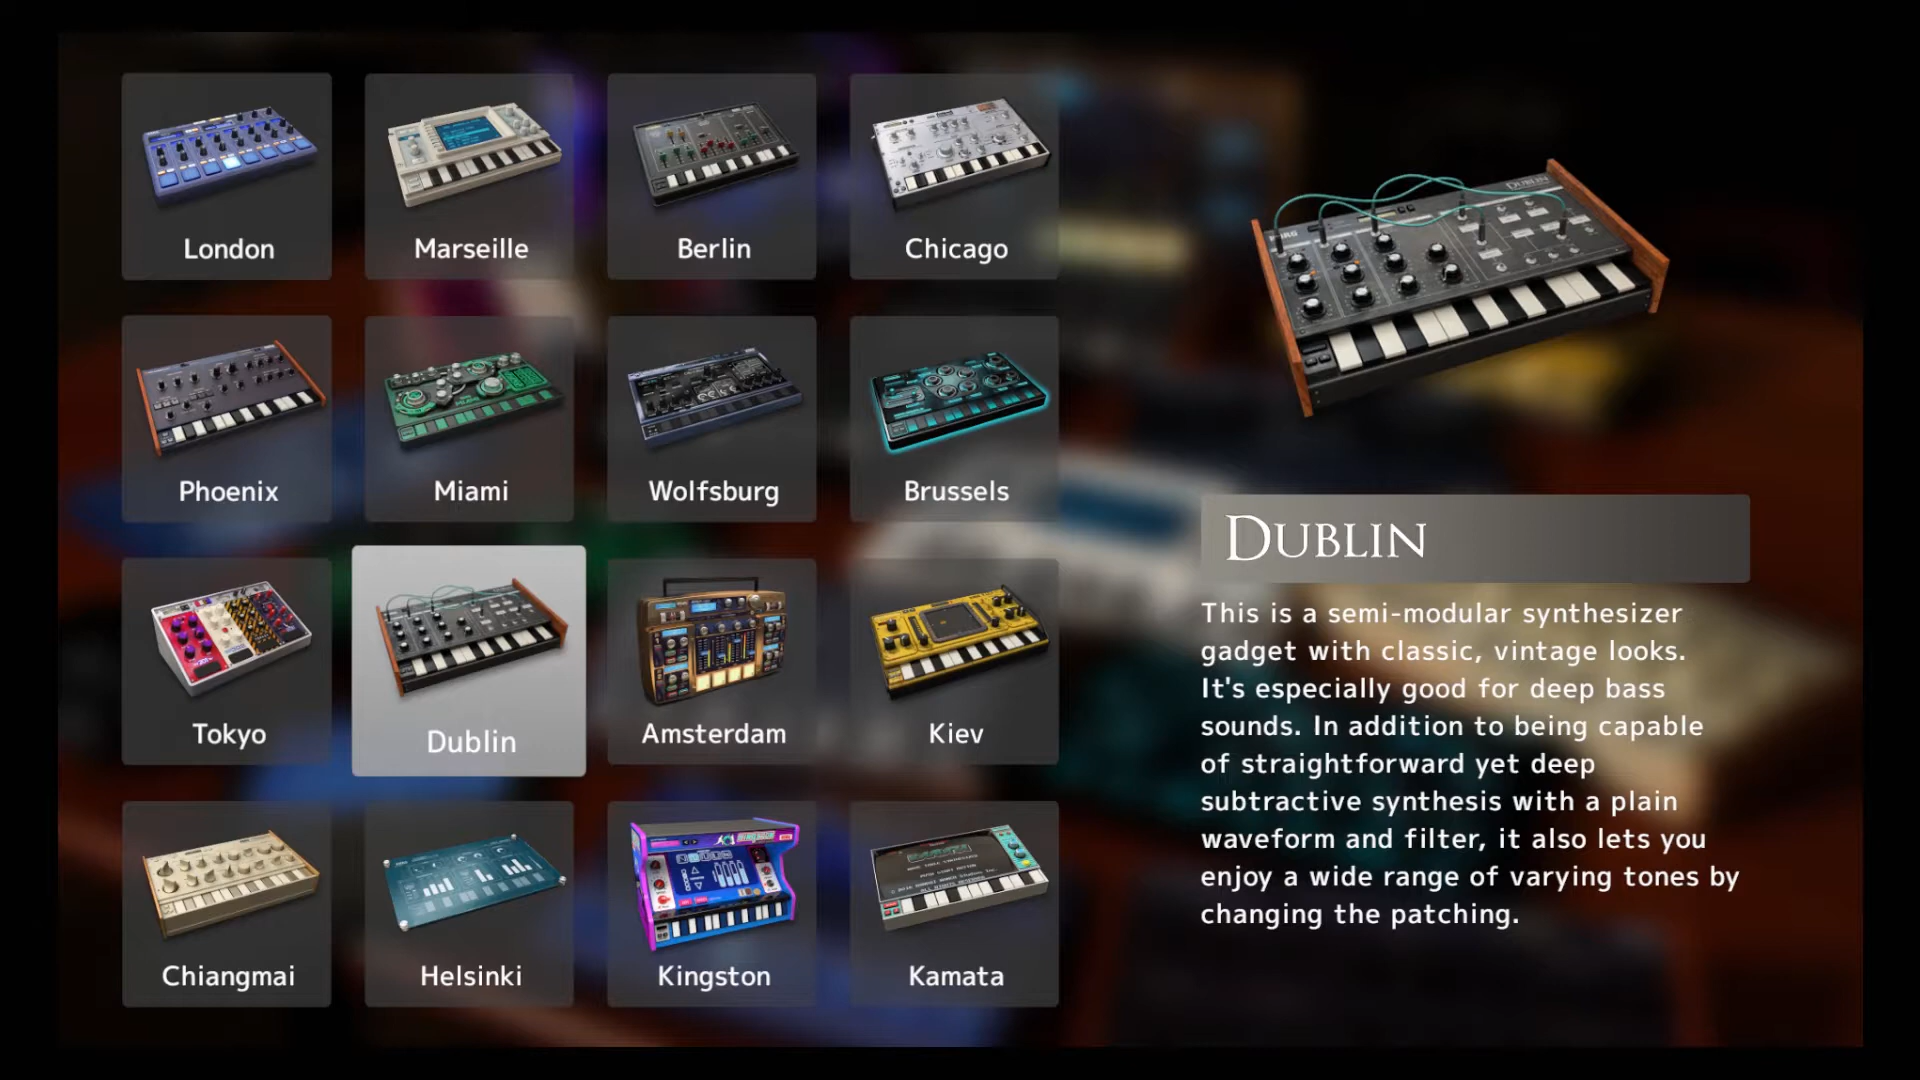 London
Marseille
Berlin
Chicago
Phoenix
Miami
Wolfsburg
Brussels
Tokyo
Dublin
Amsterdam
Kiev
Chiangmai
Helsinki
Kingston
Kamata
DUBLIN
DUBLIN
This is a semi-modular synthesizer
gadget with classic, vintage looks.
It's especially good for deep bass
sounds. In addition to being capable
of straightforward yet deep
subtractive synthesis with a plain
waveform and filter, it also lets you
enjoy a wide range of varying tones by
changing the patching.